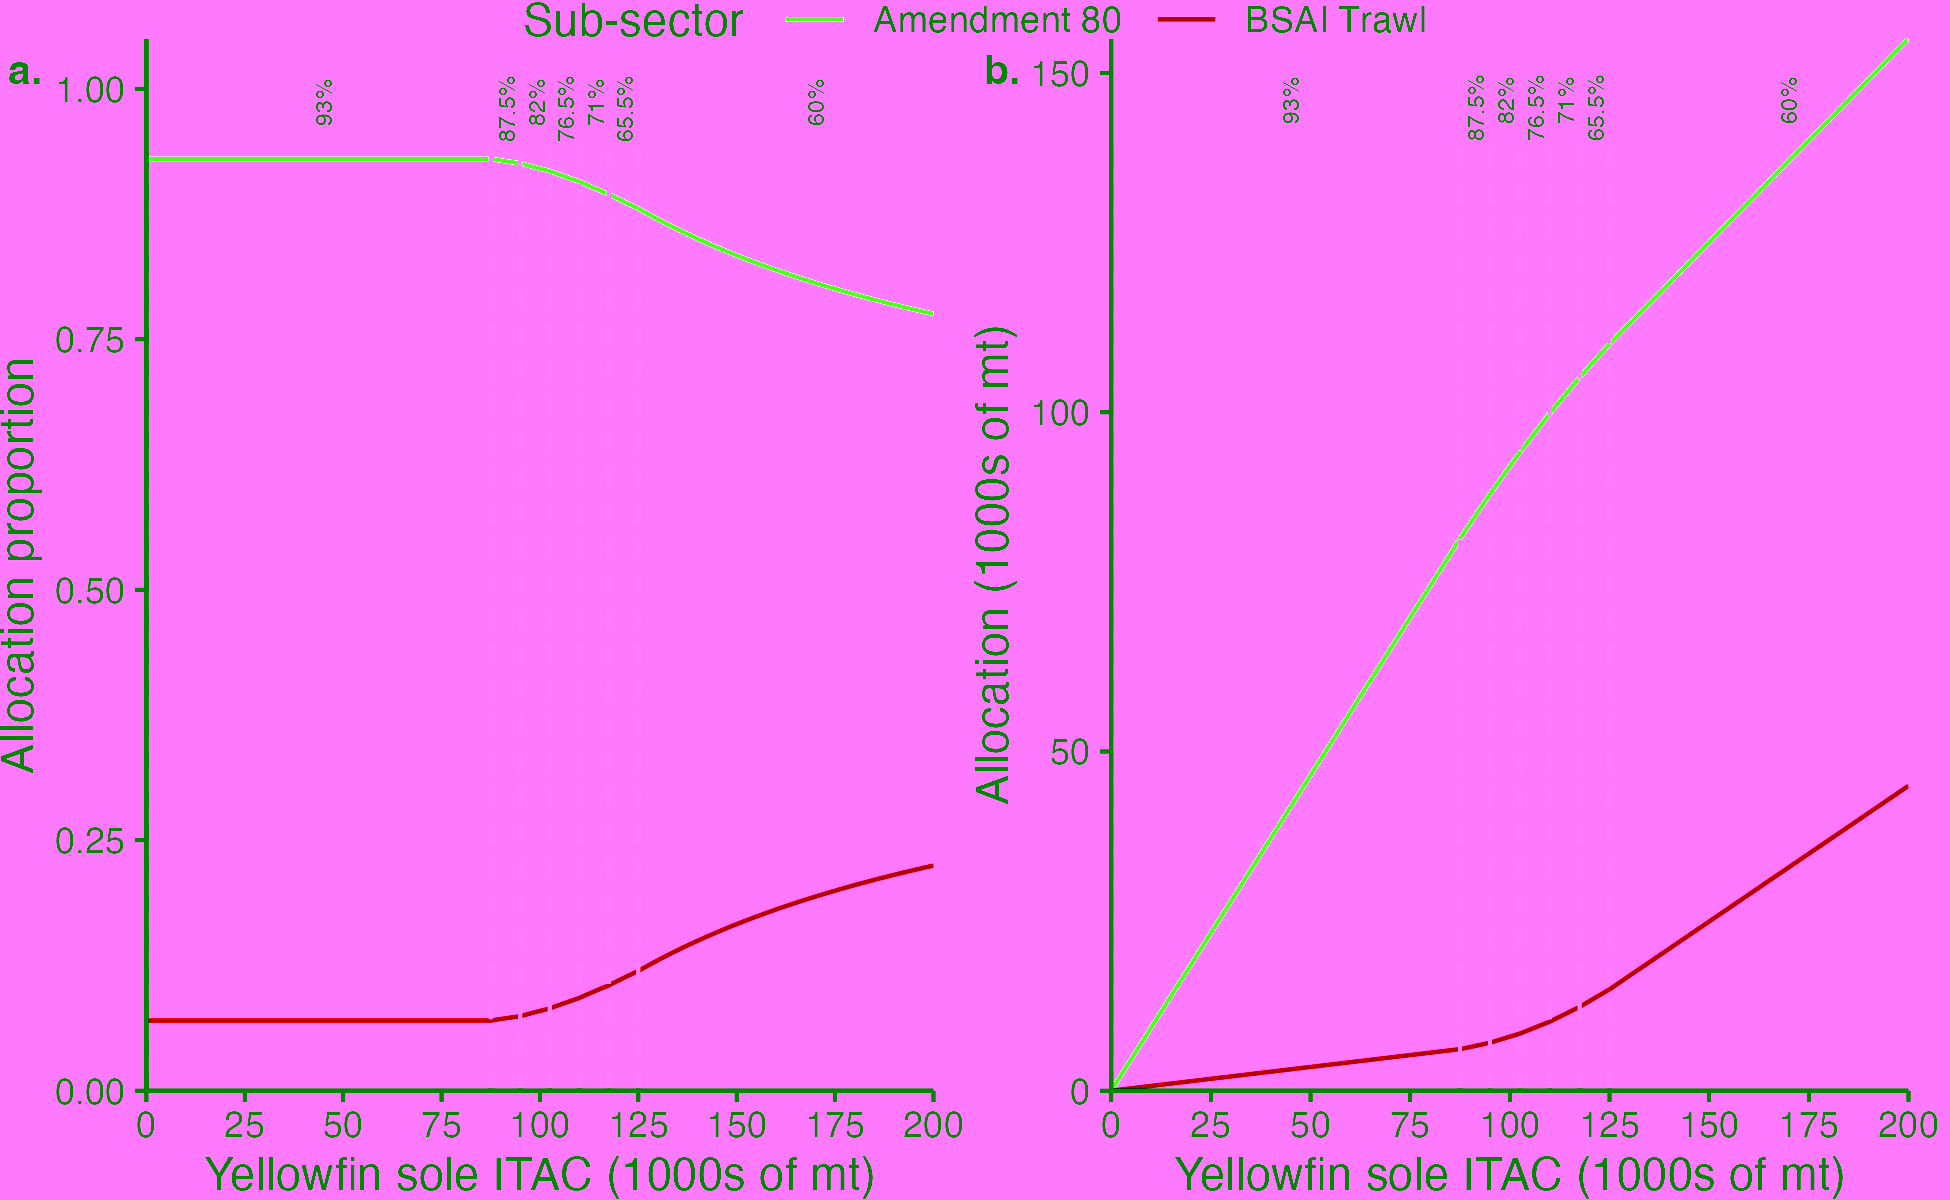 Sub-sector Amendment 80 BSAI Trawl
a.
93% 87.5% 82% 76.5% 71% 65.5% 60%
1.00
0.75
0.50
0.25
0.00
Allocation proportion
0 25 50 75 100 125 150 175 200
Yellowfin sole ITAC (1000s of mt)
b.
93% 87.5% 82% 76.5% 71% 65.5% 60%
150
100
50
0
Allocation (1000s of mt)
0 25 50 75 100 125 150 175 200
Yellowfin sole ITAC (1000s of mt)